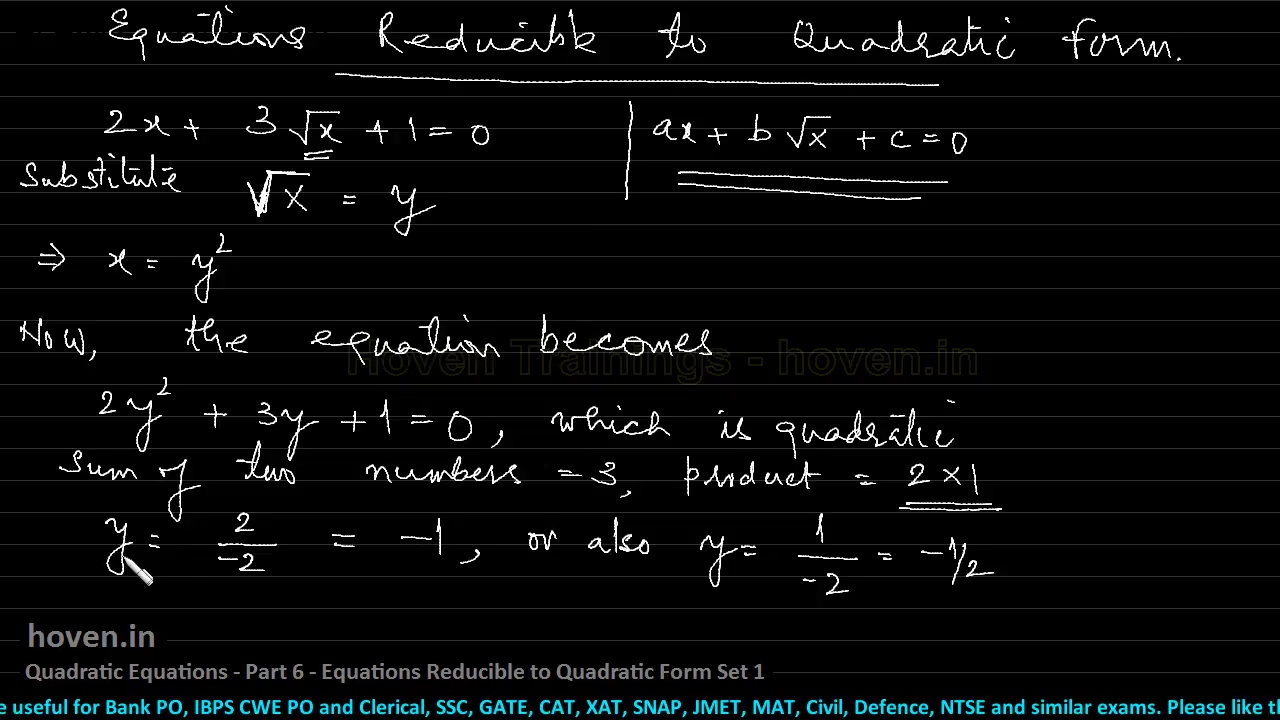 Equations Reducible to Quadratic form.
2x + 3√x + 1 = 0
ax + b√x + c = 0
Substitute √x = y
⇒ x = y²
Now, the equation becomes
Hoven Trainings - hoven.in
2y² + 3y + 1 = 0, which is quadratic
Sum of two numbers = 3, product = 2 × 1
y = 2/-2 = -1, or also y = 1/-2 = -1/2
hoven.in
Quadratic Equations - Part 6 - Equations Reducible to Quadratic Form Set 1
e useful for Bank PO, IBPS CWE PO and Clerical, SSC, GATE, CAT, XAT, SNAP, JMET, MAT, Civil, Defence, NTSE and similar exams. Please like t